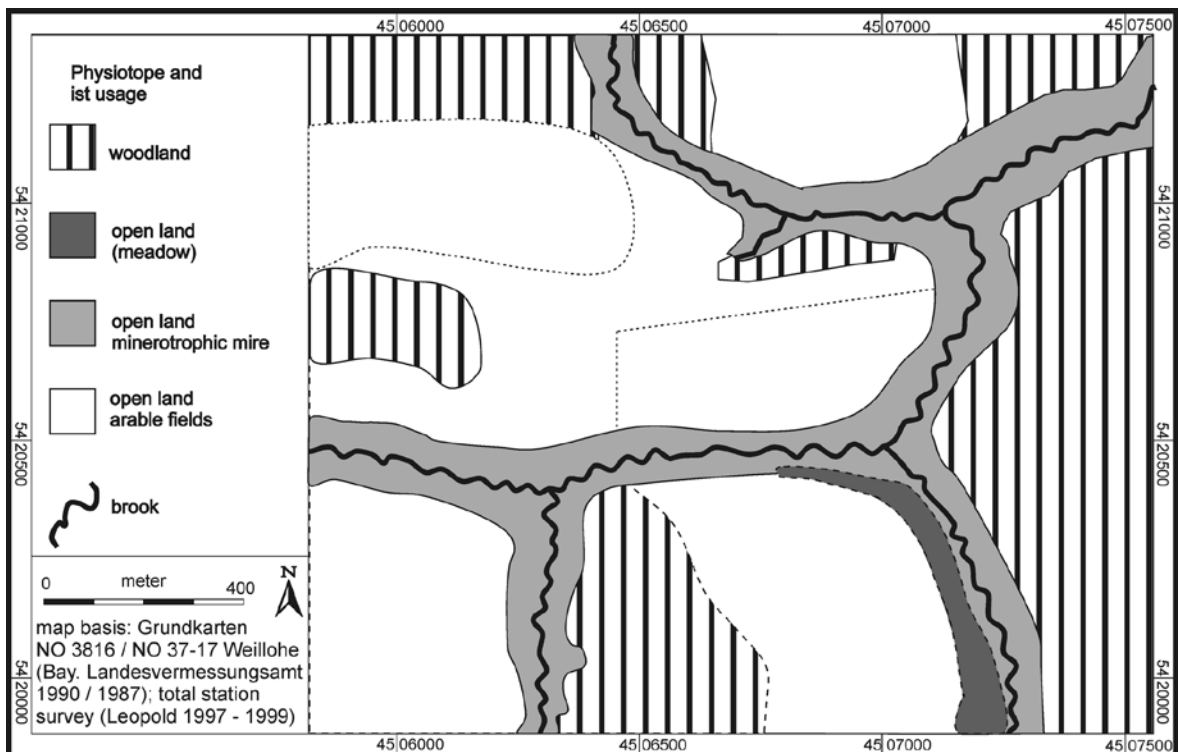 45|06000 45|06500 45|07000 45|07500
Physiotope and
ist usage
woodland
54|21000
54|21000
open land
(meadow)
open land
minerotrophic mire
open land
arable fields
54|20500
54|20500
brook
0 meter 400
N
map basis: Grundkarten
NO 3816 / NO 37-17 Weillohe
(Bay. Landesvermessungsamt
1990 / 1987); total station
survey (Leopold 1997 - 1999)
54|20000
54|20000
45|06000 45|06500 45|07000 45|07500